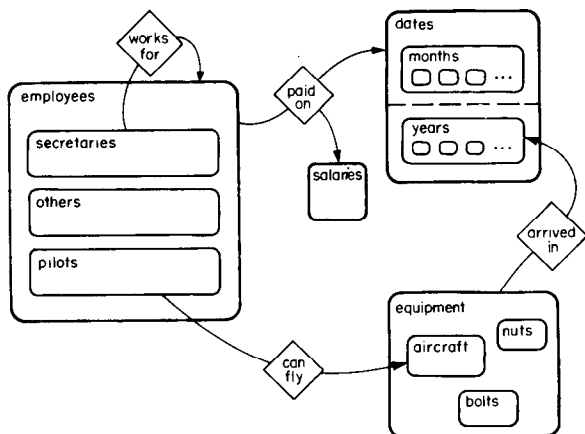 works
for
dates
months
...
employees
paid
on
years
...
secretaries
salaries
others
arrived
in
pilots
equipment
nuts
aircraft
can
fly
bolts